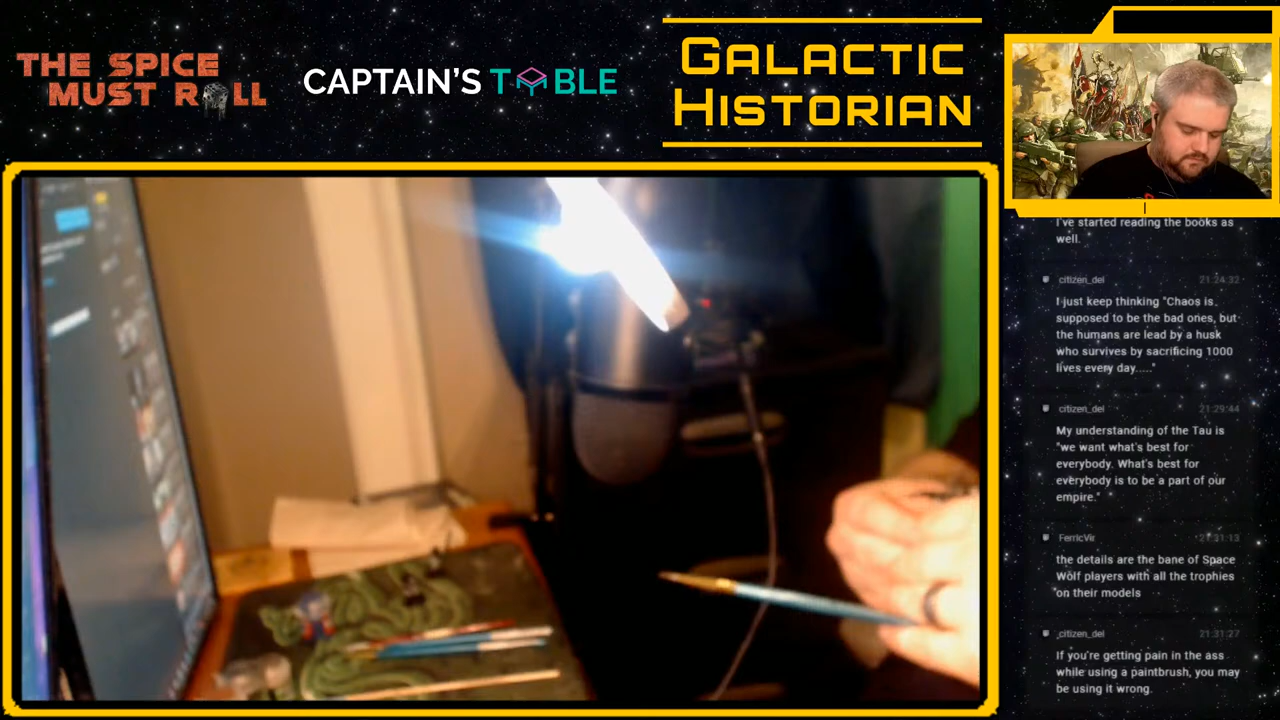 THE SPICE
MUST ROLL
CAPTAIN'S TABLE
GALACTIC
HISTORIAN
I've started reading the books as
well.
citizen_del 21:24:32
I just keep thinking "Chaos is
supposed to be the bad ones, but
the humans are lead by a husk
who survives by sacrificing 1000
lives every day....."
citizen_del 21:29:44
My understanding of the Tau is
"we want what's best for
everybody. What's best for
everybody is to be a part of our
empire."
FerricVir 21:31:13
the details are the bane of Space
Wolf players with all the trophies
on their models
citizen_del 21:31:27
If you're getting pain in the ass
while using a paintbrush, you may
be using it wrong.